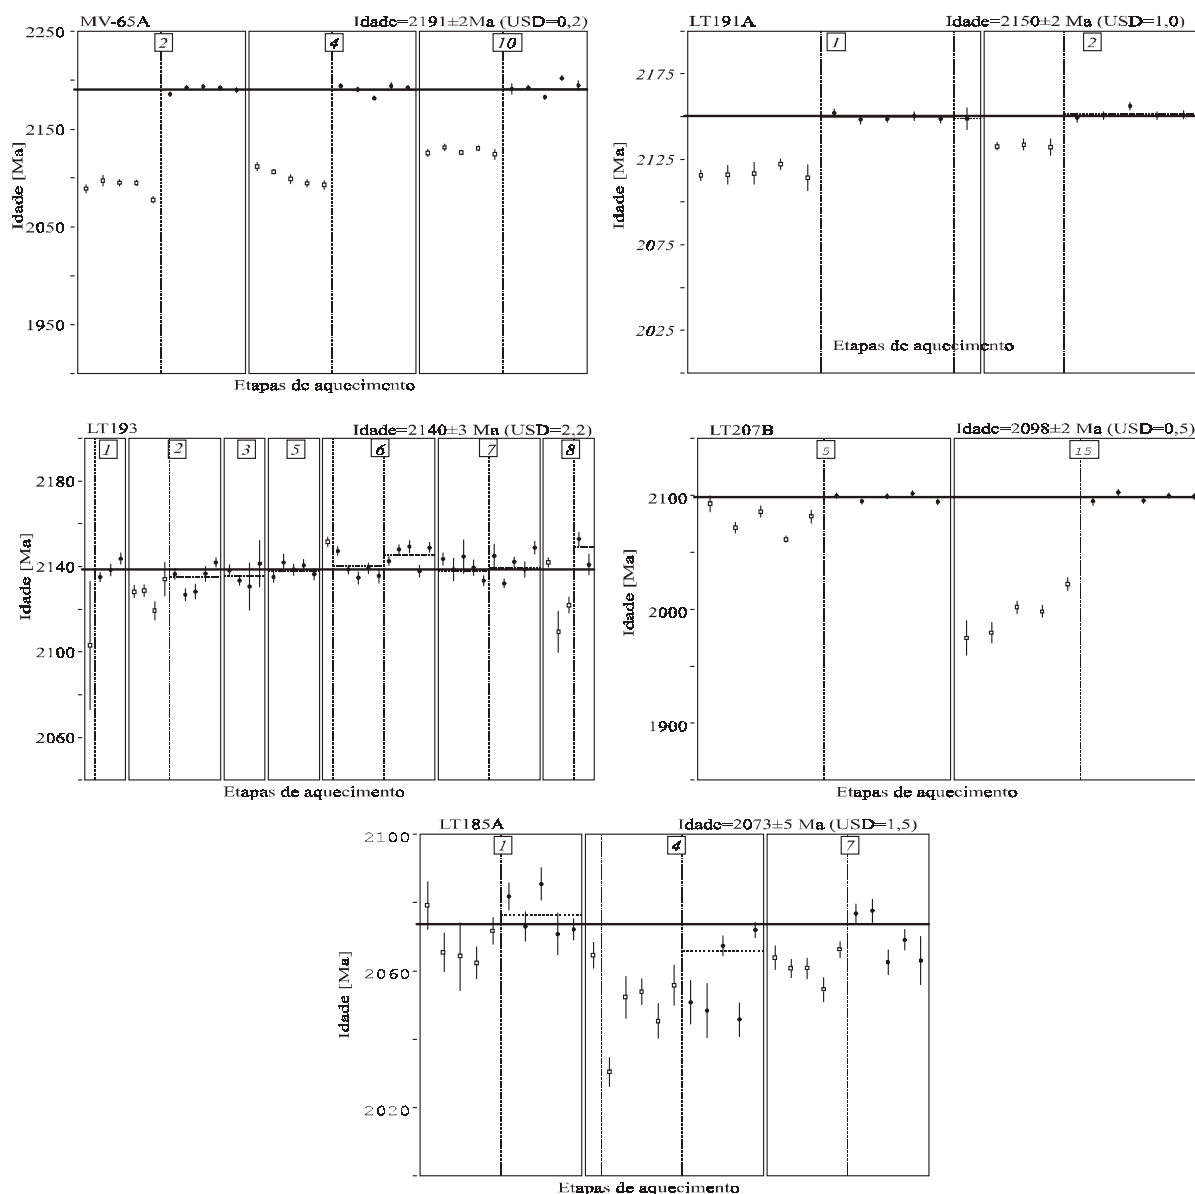 MV-65A Idade=2191±2Ma (USD=0,2)
2 4 10
2250
2150
2050
1950
Idade [Ma]
Etapas de aquecimento
LT191A Idade=2150±2 Ma (USD=1,0)
1 2
2175
2125
2075
2025
Idade [Ma]
Etapas de aquecimento
LT193 Idade=2140±3 Ma (USD=2,2)
1 2 3 5 6 7 8
2180
2140
2100
2060
Idade [Ma]
Etapas de aquecimento
LT207B Idade=2098±2 Ma (USD=0,5)
5 15
2100
2000
1900
Idade [Ma]
Etapas de aquecimento
LT185A Idade=2073±5 Ma (USD=1,5)
1 4 7
2100
2060
2020
Idade [Ma]
Etapas de aquecimento